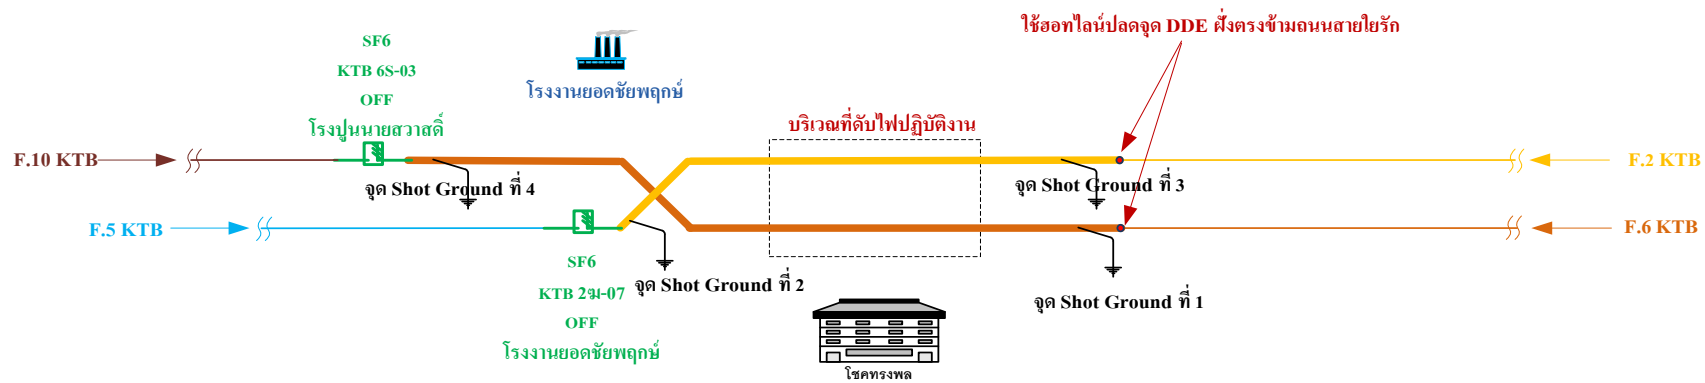 ใช้ฮอทไลน์ปลดจุด DDE ฝั่งตรงข้ามถนนสายใยรัก
SF6
KTB 6S-03
OFF
โรงปูนนายสวาสดิ์
โรงงานยอดชัยพฤกษ์
บริเวณที่ดับไฟปฏิบัติงาน
F.10 KTB
F.2 KTB
จุด Shot Ground ที่ 4
จุด Shot Ground ที่ 3
F.5 KTB
F.6 KTB
SF6
KTB 2ฆ-07
OFF
โรงงานยอดชัยพฤกษ์
จุด Shot Ground ที่ 2
จุด Shot Ground ที่ 1
โชคทรงพล